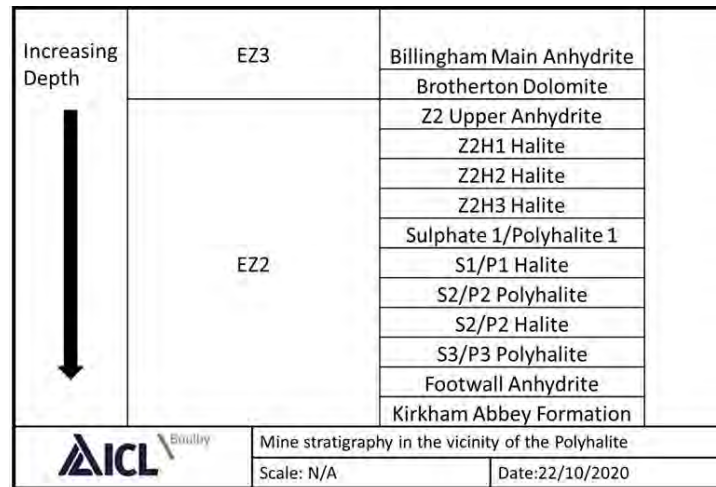 Increasing
Depth
EZ3
Billingham Main Anhydrite
Brotherton Dolomite
EZ2
Z2 Upper Anhydrite
Z2H1 Halite
Z2H2 Halite
Z2H3 Halite
Sulphate 1/Polyhalite 1
S1/P1 Halite
S2/P2 Polyhalite
S2/P2 Halite
S3/P3 Polyhalite
Footwall Anhydrite
Kirkham Abbey Formation
ICL Boulby
Mine stratigraphy in the vicinity of the Polyhalite
Scale: N/A
Date:22/10/2020